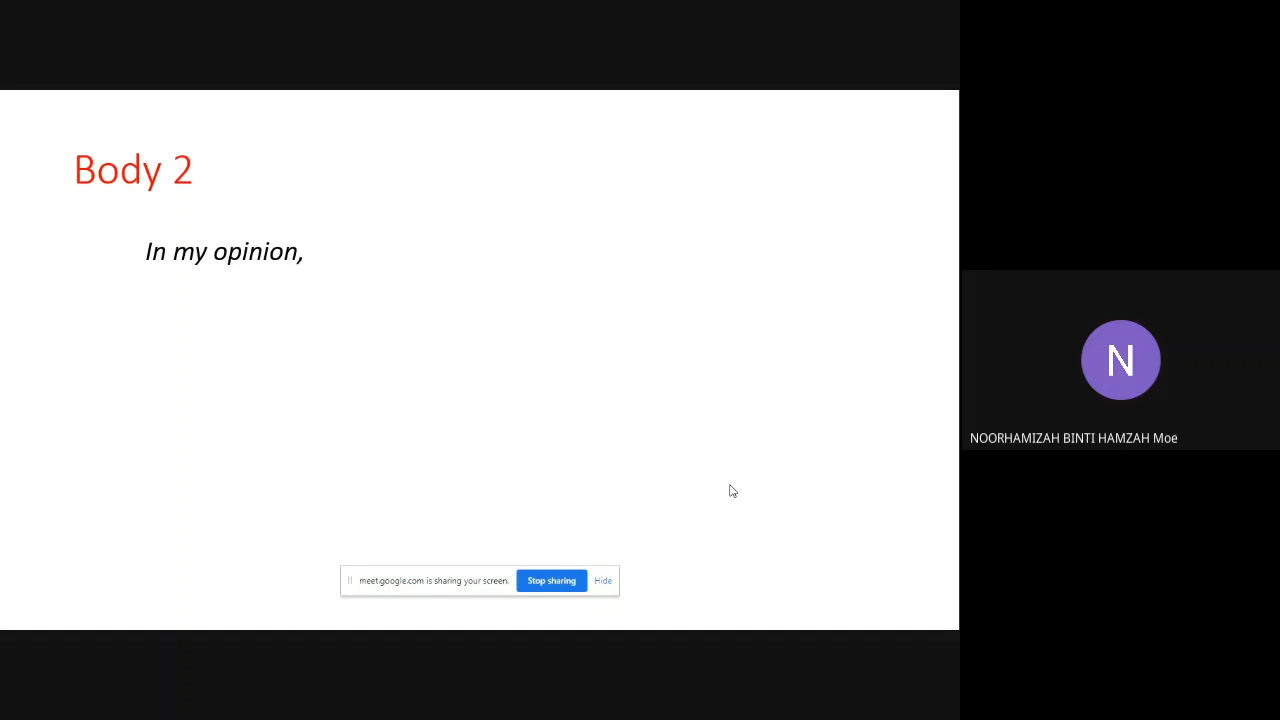 Body 2
In my opinion,
N
NOORHAMIZAH BINTI HAMZAH Moe
meet.google.com is sharing your screen. Stop sharing Hide